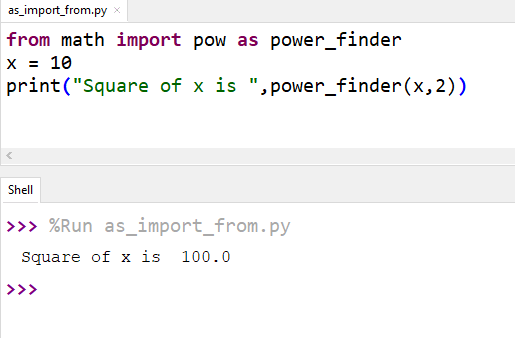 as_import_from.py ×
from math import pow as power_finder
x = 10
print("Square of x is ",power_finder(x,2))
Shell
>>> %Run as_import_from.py
Square of x is  100.0
>>>